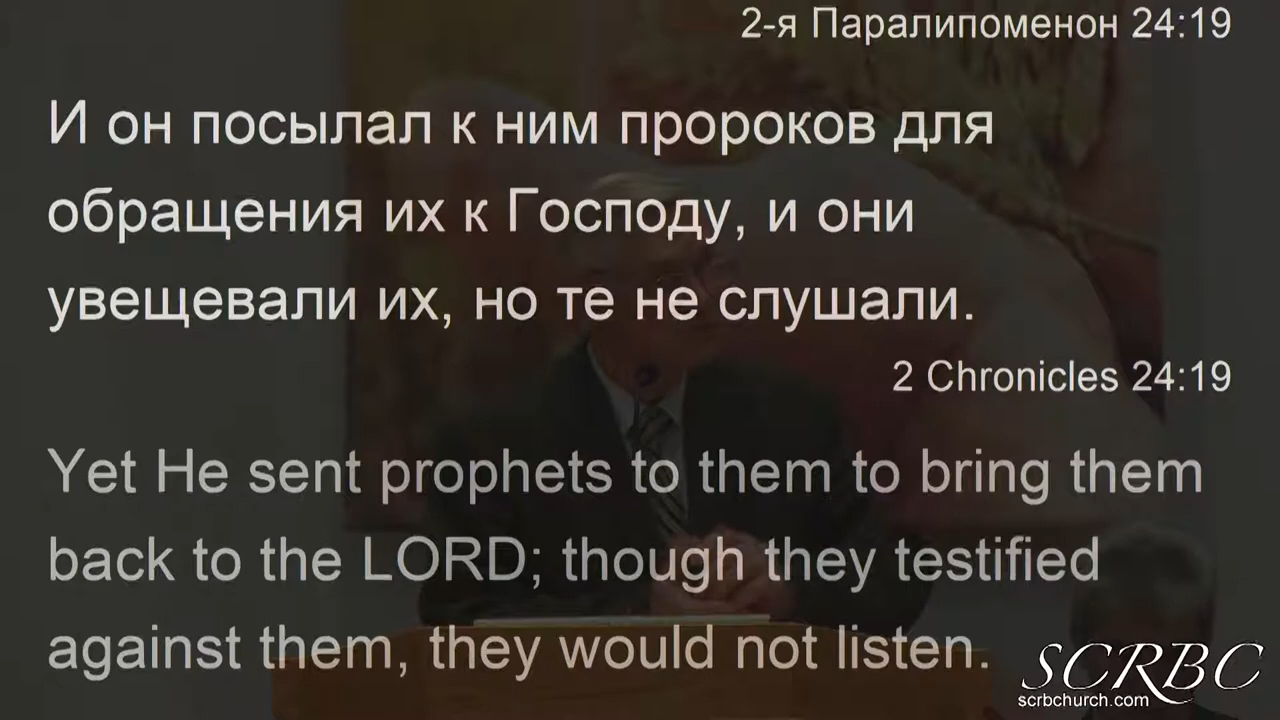 2-я Паралипоменон 24:19
И он посылал к ним пророков для
обращения их к Господу, и они
увещевали их, но те не слушали.
2 Chronicles 24:19
Yet He sent prophets to them to bring them
back to the LORD; though they testified
against them, they would not listen.
SCRBC
scrbchurch.com